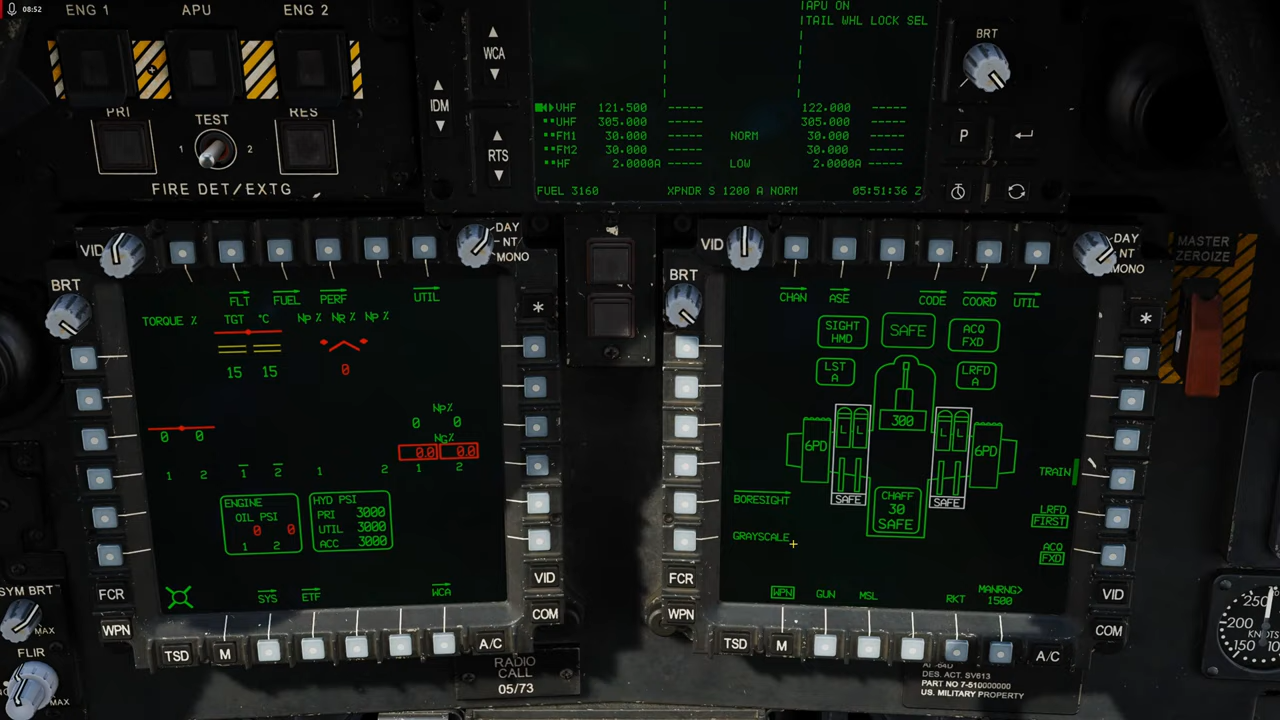 08:52
ENG 1 APU ENG 2
PRI TEST RES
1 2
FIRE DET/EXTG
WCA
IDM
RTS
APU ON
TAIL WHL LOCK SEL
VHF 121.500 ----- 122.000 -----
UHF 305.000 ----- 305.000 -----
FM1 30.000 ----- NORM 30.000 -----
FM2 30.000 ----- 30.000 -----
HF 2.0000A ----- LOW 2.0000A -----
FUEL 3160 XPNDR S 1200 A NORM 05:51:36 Z
BRT
P
VID
DAY
NT
MONO
BRT
*
FLT FUEL PERF UTIL
TORQUE % TGT °C NP % NR % NP %
15 15 0
NP%
0 0
NG%
0 0 0.0 0.0
1 2 1 2 1 2 1 2
ENGINE
OIL PSI
0 0
1 2
HYD PSI
PRI 3000
UTIL 3000
ACC 3000
SYS ETF WCA
FCR VID
WPN COM
TSD M A/C
SYM BRT
MAX
FLIR
MAX
RADIO
CALL
05/73
VID
DAY
NT
MONO
BRT
*
CHAN ASE CODE COORD UTIL
SIGHT
HMD
SAFE
ACQ
FXD
LST
A
LRFD
A
300
L L L L
6PD 6PD
SAFE SAFE
CHAFF
30
SAFE
TRAIN
BORESIGHT
LRFD
FIRST
GRAYSCALE
ACQ
FXD
WPN GUN MSL RKT MANRNG>
1500
FCR VID
WPN COM
TSD M A/C
DES. ACT. SV613
PART NO 7-510000000
US. MILITARY PROPERTY
MASTER
ZEROIZE
250
200
150
KNOTS